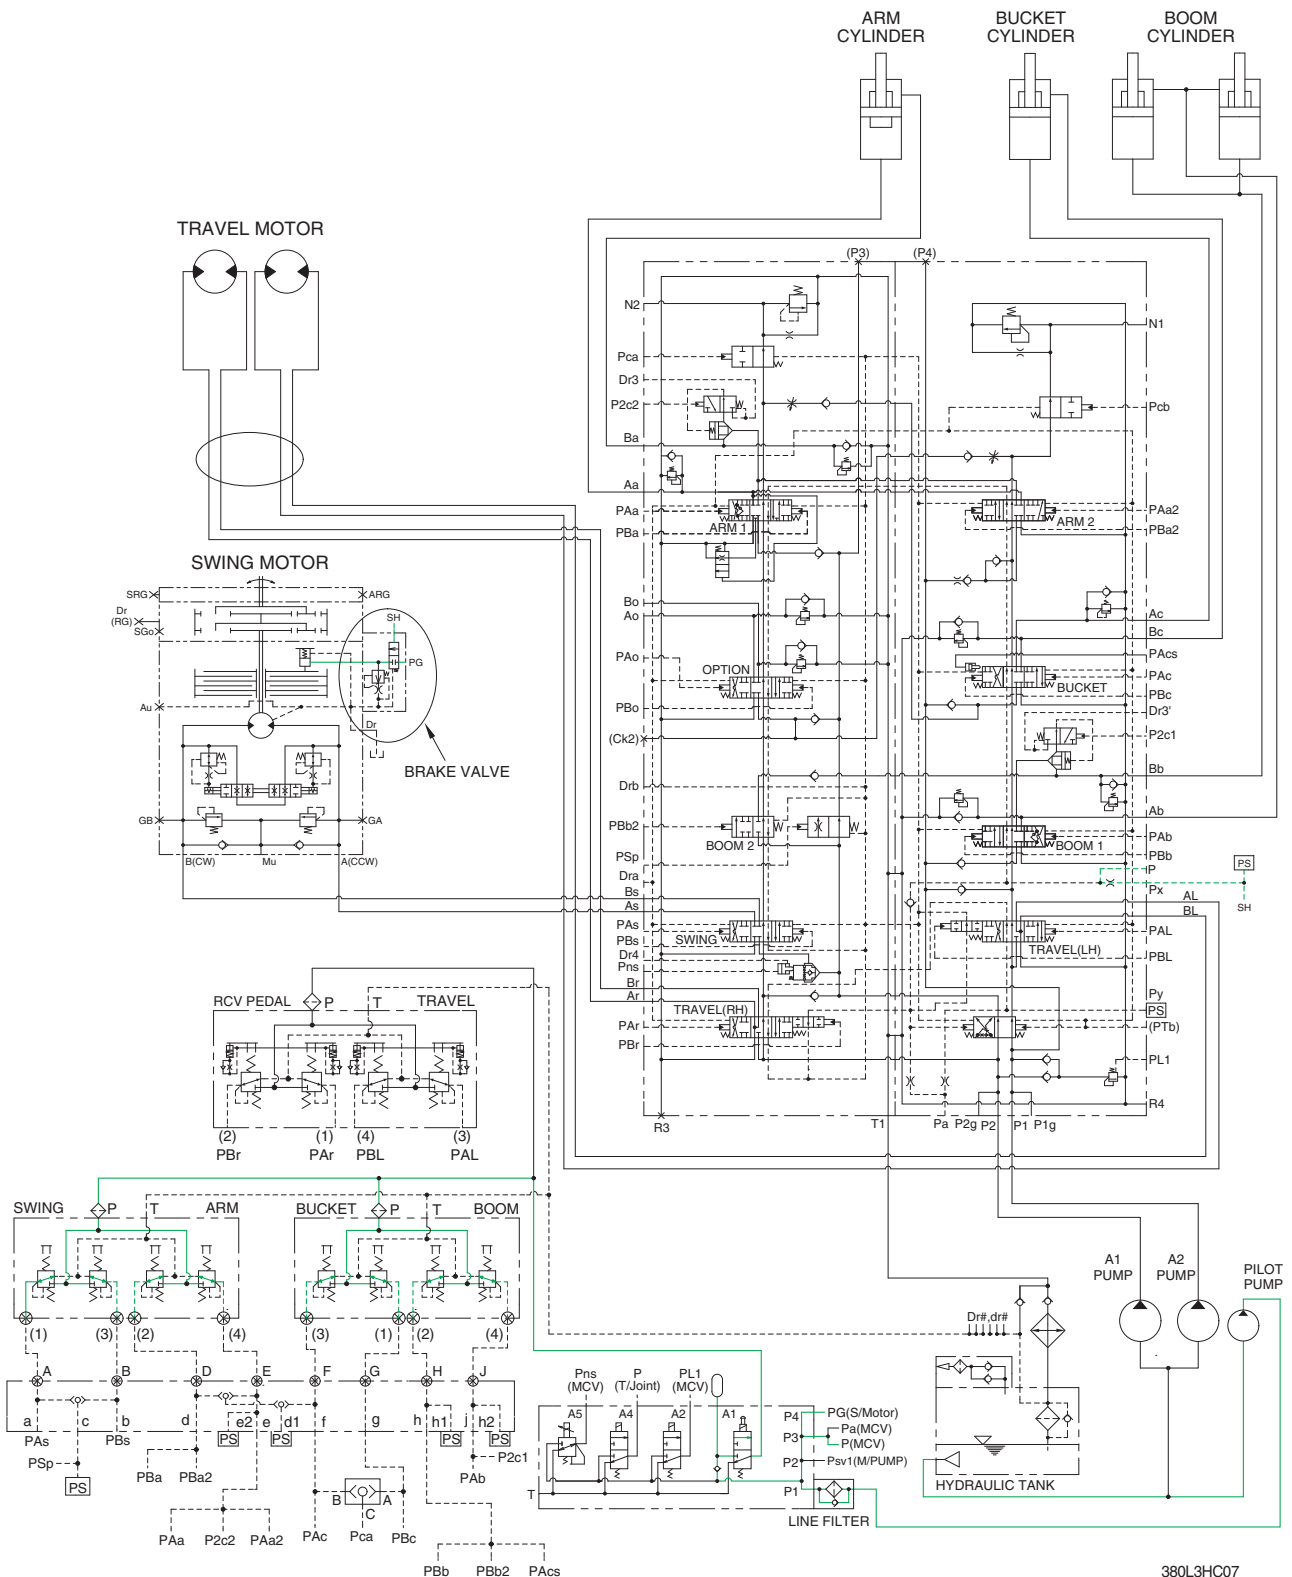 ARM
CYLINDER
BUCKET
CYLINDER
BOOM
CYLINDER
TRAVEL MOTOR
(P3)
(P4)
N2
N1
Pca
Dr3
P2c2
Pcb
Ba
Aa
PAa
ARM 1
ARM 2
PAa2
PBa
PBa2
SWING MOTOR
SRG
ARG
Dr
(RG)
SGo
SH
PG
Au
Dr
BRAKE VALVE
GB
GA
B(CW)
Mu
A(CCW)
Bo
Ao
Ac
Bc
PAo
PAcs
OPTION
PAc
BUCKET
PBo
PBc
Dr3'
(Ck2)
P2c1
Bb
Drb
Ab
PBb2
PAb
BOOM 2
BOOM 1
PSp
PBb
P
PS
Dra
Px
Bs
AL
As
SH
BL
PAs
PAL
PBs
SWING
TRAVEL(LH)
Dr4
PBL
Pns
Br
Py
Ar
TRAVEL(RH)
PS
PAr
(PTb)
PBr
PL1
R4
R3
T1
Pa
P2g
P2
P1
P1g
RCV PEDAL
P
T
TRAVEL
(2)
(1)
(4)
(3)
PBr
PAr
PBL
PAL
SWING
P
T
ARM
BUCKET
P
T
BOOM
(1)
(3)
(2)
(4)
(3)
(1)
(2)
(4)
A
B
D
E
F
G
H
J
a
c
b
d
e2
e
d1
f
g
h
h1
j
h2
PAs
PBs
PS
PS
PS
PS
PSp
PS
PBa
PBa2
P2c1
PAb
B
A
C
PAa
P2c2
PAa2
PAc
Pca
PBc
PBb
PBb2
PAcs
Pns
(MCV)
P
(T/Joint)
PL1
(MCV)
A5
A4
A2
A1
T
P4
PG(S/Motor)
Pa(MCV)
P3
P(MCV)
P2
Psv1(M/PUMP)
P1
LINE FILTER
A1
PUMP
A2
PUMP
PILOT
PUMP
Dr#,dr#
HYDRAULIC TANK
380L3HC07